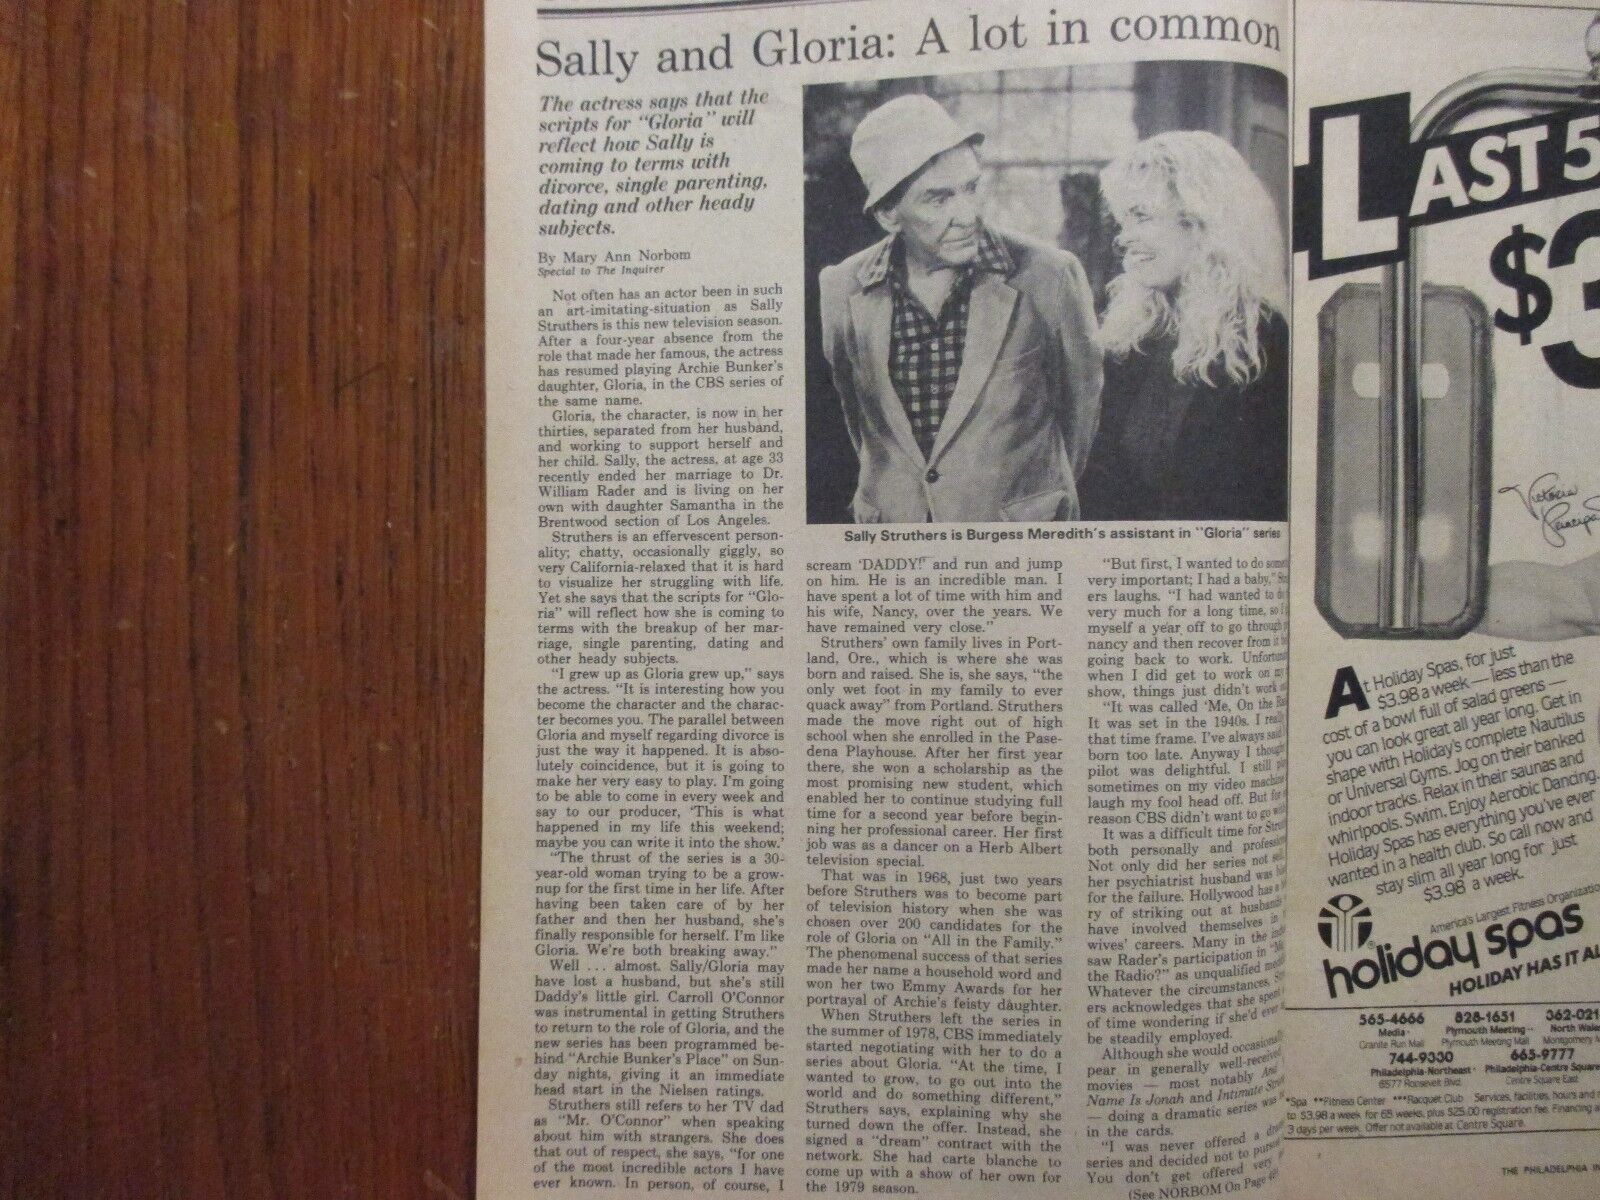 Sally and Gloria: A lot in common
The actress says that the
scripts for "Gloria" will
reflect how Sally is
coming to terms with
divorce, single parenting,
dating and other heady
subjects.
By Mary Ann Norbom
Special to The Inquirer
Not often has an actor been in such
an art-imitating-situation as Sally
Struthers is this new television season.
After a four-year absence from the
role that made her famous, the actress
has resumed playing Archie Bunker's
daughter, Gloria, in the CBS series of
the same name.
Gloria, the character, is now in her
thirties, separated from her husband,
and working to support herself and
her child. Sally, the actress, at age 33
recently ended her marriage to Dr.
William Rader and is living on her
own with daughter Samantha in the
Brentwood section of Los Angeles.
Struthers is an effervescent person-
ality; chatty, occasionally giggly, so
very California-relaxed that it is hard
to visualize her struggling with life.
Yet she says that the scripts for "Glo-
ria" will reflect how she is coming to
terms with the breakup of her mar-
riage, single parenting, dating and
other heady subjects.
"I grew up as Gloria grew up," says
the actress. "It is interesting how you
become the character and the charac-
ter becomes you. The parallel between
Gloria and myself regarding divorce is
just the way it happened. It is abso-
lutely coincidence, but it is going to
make her very easy to play. I'm going
to be able to come in every week and
say to our producer, 'This is what
happened in my life this weekend;
maybe you can write it into the show.'
"The thrust of the series is a 30-
year-old woman trying to be a grow-
nup for the first time in her life. After
having been taken care of by her
father and then her husband, she's
finally responsible for herself. I'm like
Gloria. We're both breaking away."
Well . . . almost. Sally/Gloria may
have lost a husband, but she's still
Daddy's little girl. Carroll O'Connor
was instrumental in getting Struthers
to return to the role of Gloria, and the
new series has been programmed be-
hind "Archie Bunker's Place" on Sun-
day nights, giving it an immediate
head start in the Nielsen ratings.
Struthers still refers to her TV dad
as "Mr. O'Connor" when speaking
about him with strangers. She does
that out of respect, she says, "for one
of the most incredible actors I have
ever known. In person, of course, I
Sally Struthers is Burgess Meredith's assistant in "Gloria" series
scream 'DADDY!' and run and jump
on him. He is an incredible man. I
have spent a lot of time with him and
his wife, Nancy, over the years. We
have remained very close."
Struthers' own family lives in Port-
land, Ore., which is where she was
born and raised. She is, she says, "the
only wet foot in my family to ever
quack away" from Portland. Struthers
made the move right out of high
school when she enrolled in the Pase-
dena Playhouse. After her first year
there, she won a scholarship as the
most promising new student, which
enabled her to continue studying full
time for a second year before begin-
ning her professional career. Her first
job was as a dancer on a Herb Albert
television special.
That was in 1968, just two years
before Struthers was to become part
of television history when she was
chosen over 200 candidates for the
role of Gloria on "All in the Family."
The phenomenal success of that series
made her name a household word and
won her two Emmy Awards for her
portrayal of Archie's feisty daughter.
When Struthers left the series in
the summer of 1978, CBS immediately
started negotiating with her to do a
series about Gloria. "At the time, I
wanted to grow, to go out into the
world and do something different,"
Struthers says, explaining why she
turned down the offer. Instead, she
signed a "dream" contract with the
network. She had carte blanche to
come up with a show of her own for
the 1979 season.
"But first, I wanted to do
very important; I had a baby,"
ers laughs. "I had wanted to
very much for a long time, so
myself a year off to go through
nancy and then recover from it
going back to work.
when I did get to work on my
show, things just didn't work
"It was called 'Me, On the
It was set in the 1940s. I
that time frame. I've always said
born too late. Anyway I
pilot was delightful. I still
sometimes on my video machine
laugh my fool head off. But for
reason CBS didn't want to go
It was a difficult time for
both personally and
Not only did her series not
her psychiatrist husband was
for the failure. Hollywood has a
ry of striking out at husbands
have involved themselves in
wives' careers. Many in the
saw Rader's participation in
the Radio?" as unqualified
Whatever the circumstances,
ers acknowledges that she spent
of time wondering if she'd ever
be steadily employed.
Although she would
pear in generally well-received
movies — most notably And
Name Is Jonah and Intimate
— doing a dramatic series was
in the cards.
"I was never offered a
series and decided not to
You don't get offered very
(See NORBOM On Page
LAST 5
$3
Victoria
At Holiday Spas, for just
$3.98 a week — less than the
cost of a bowl full of salad greens —
you can look great all year long. Get in
shape with Holiday's complete Nautilus
or Universal Gyms. Jog on their banked
indoor tracks. Relax in their saunas and
whirlpools. Swim. Enjoy Aerobic Dancing.
Holiday Spas has everything you've ever
wanted in a health club. So call now and
stay slim all year long for just
$3.98 a week.
America's Largest Fitness
holiday spas
HOLIDAY HAS IT
565-4666 828-1651 362-021
Media Plymouth Meeting North
Granite Run Mall Plymouth Meeting Mall Montgomery
744-9330 665-9777
Philadelphia-Northeast Philadelphia-Centre Square
6577 Roosevelt Blvd. Centre Square East
*Spa **Fitness Center ***Racquet Club Services, facilities, hours and
to $3.98 a week for 65 weeks, plus $25.00 registration fee. Financing
3 days per week. Offer not available at Centre Square.
THE PHILADELPHIA